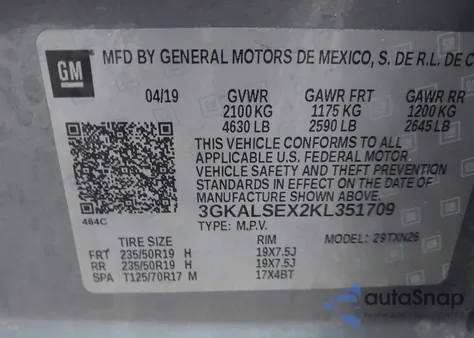 GM
MFD BY GENERAL MOTORS DE MEXICO, S. DE R.L. DE C
04/19 GVWR GAWR FRT GAWR RR
2100 KG 1175 KG 1200 KG
4630 LB 2590 LB 2645 LB
THIS VEHICLE CONFORMS TO ALL
APPLICABLE U.S. FEDERAL MOTOR
VEHICLE SAFETY AND THEFT PREVENTION
STANDARDS IN EFFECT ON THE DATE OF
MANUFACTURE SHOWN ABOVE.
464C
3GKALSEX2KL351709
TYPE: M.P.V. MODEL: 29TXN26
TIRE SIZE RIM
FRT 235/50R19 H 19X7.5J
RR 235/50R19 H 19X7.5J
SPA T125/70R17 M 17X4BT
autoSnap